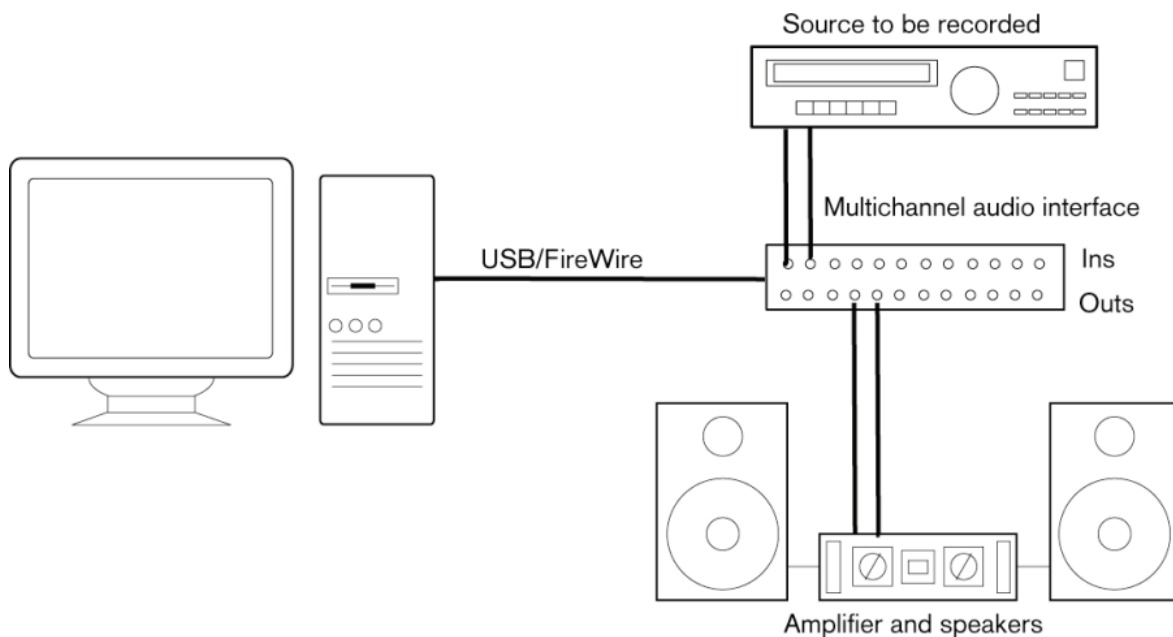 Source to be recorded
Multichannel audio interface
USB/FireWire
Ins
Outs
Amplifier and speakers